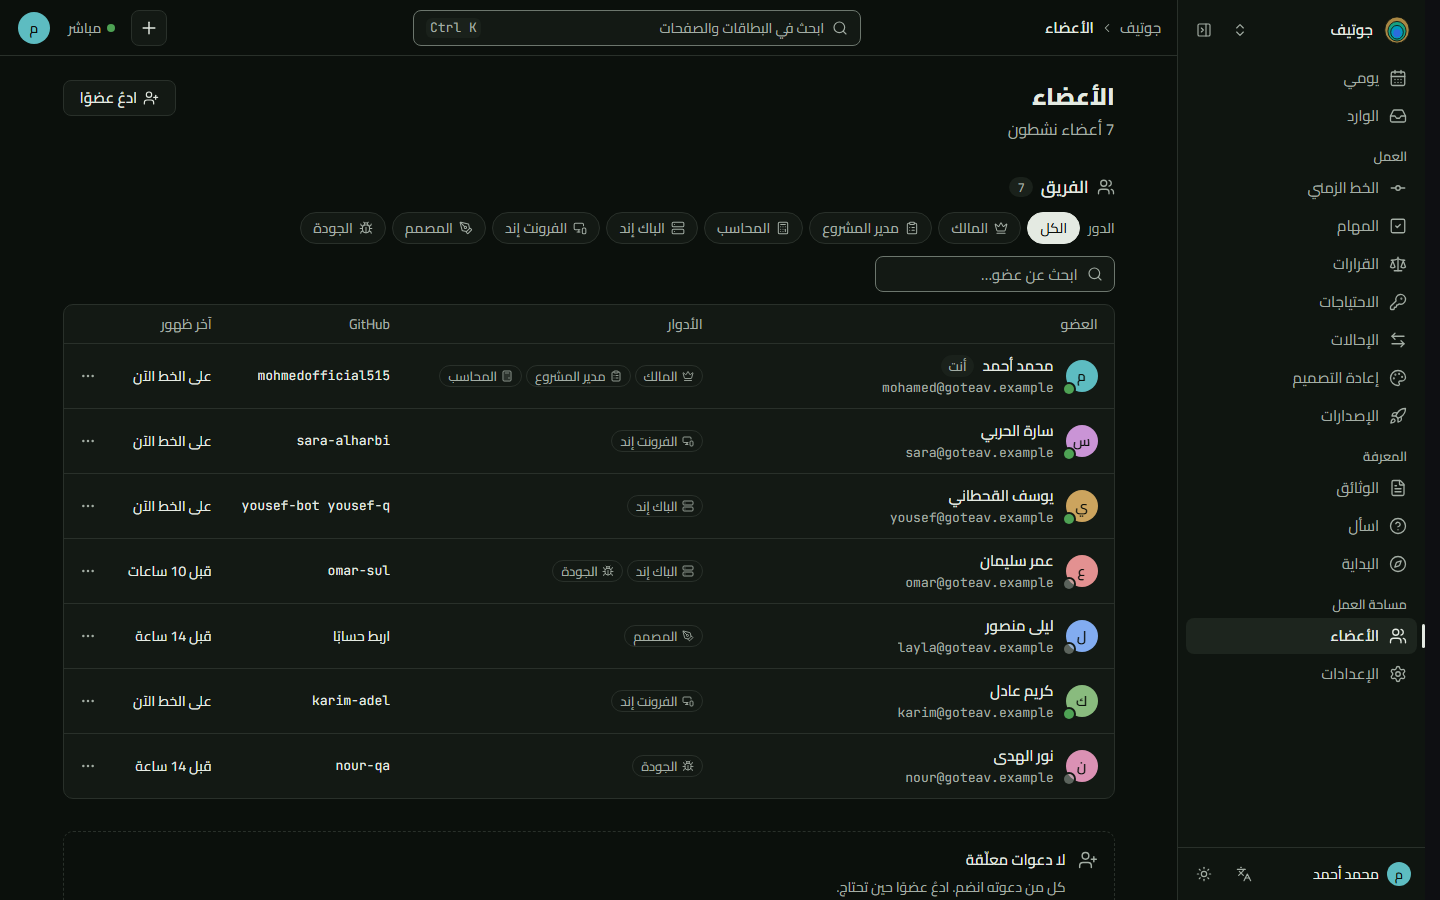 جوتيف
يومي
الوارد
العمل
الخط الزمني
المهام
القرارات
الاحتياجات
الإحالات
إعادة التصميم
الإصدارات
المعرفة
الوثائق
اسأل
البداية
مساحة العمل
الأعضاء
الإعدادات
م محمد أحمد
جوتيف الأعضاء
ابحث في البطاقات والصفحات Ctrl K
مباشر م
الأعضاء
7 أعضاء نشطون
ادعُ عضوًا
الفريق 7
الدور الكل المالك مدير المشروع المحاسب الباك إند الفرونت إند المصمم الجودة
ابحث عن عضو...
العضو الأدوار GitHub آخر ظهور
م محمد أحمد أنت المالك مدير المشروع المحاسب mohmedofficial515 على الخط الآن
mohamed@goteav.example
س سارة الحربي الفرونت إند sara-alharbi على الخط الآن
sara@goteav.example
ي يوسف القحطاني الباك إند yousef-bot yousef-q على الخط الآن
yousef@goteav.example
ع عمر سليمان الباك إند الجودة omar-sul قبل 10 ساعات
omar@goteav.example
ل ليلى منصور المصمم اربط حسابًا قبل 14 ساعة
layla@goteav.example
ك كريم عادل الفرونت إند karim-adel على الخط الآن
karim@goteav.example
ن نور الهدى الجودة nour-qa قبل 14 ساعة
nour@goteav.example
لا دعوات معلّقة
كل من دعوته انضم. ادعُ عضوًا حين تحتاج.